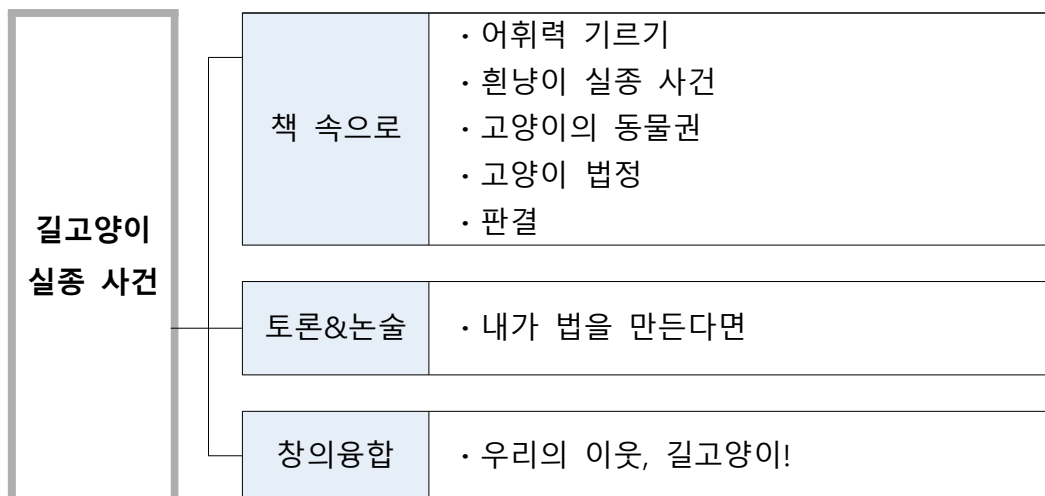 길고양이
실종 사건
책 속으로
· 어휘력 기르기
· 흰냥이 실종 사건
· 고양이의 동물권
· 고양이 법정
· 판결
토론&논술
· 내가 법을 만든다면
창의융합
· 우리의 이웃, 길고양이!